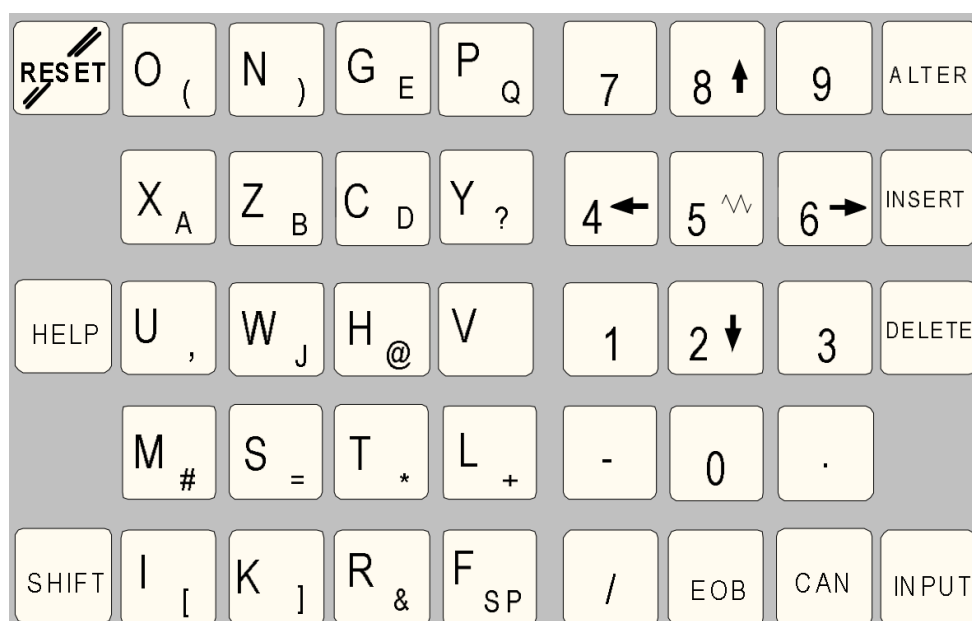 RESET O ( N ) G E P Q 7 8 9 ALTER
X A Z B C D Y ? 4 5 6 INSERT
HELP U , W J H @ V 1 2 3 DELETE
M # S = T * L + - 0 .
SHIFT I [ K ] R & F SP / EOB CAN INPUT